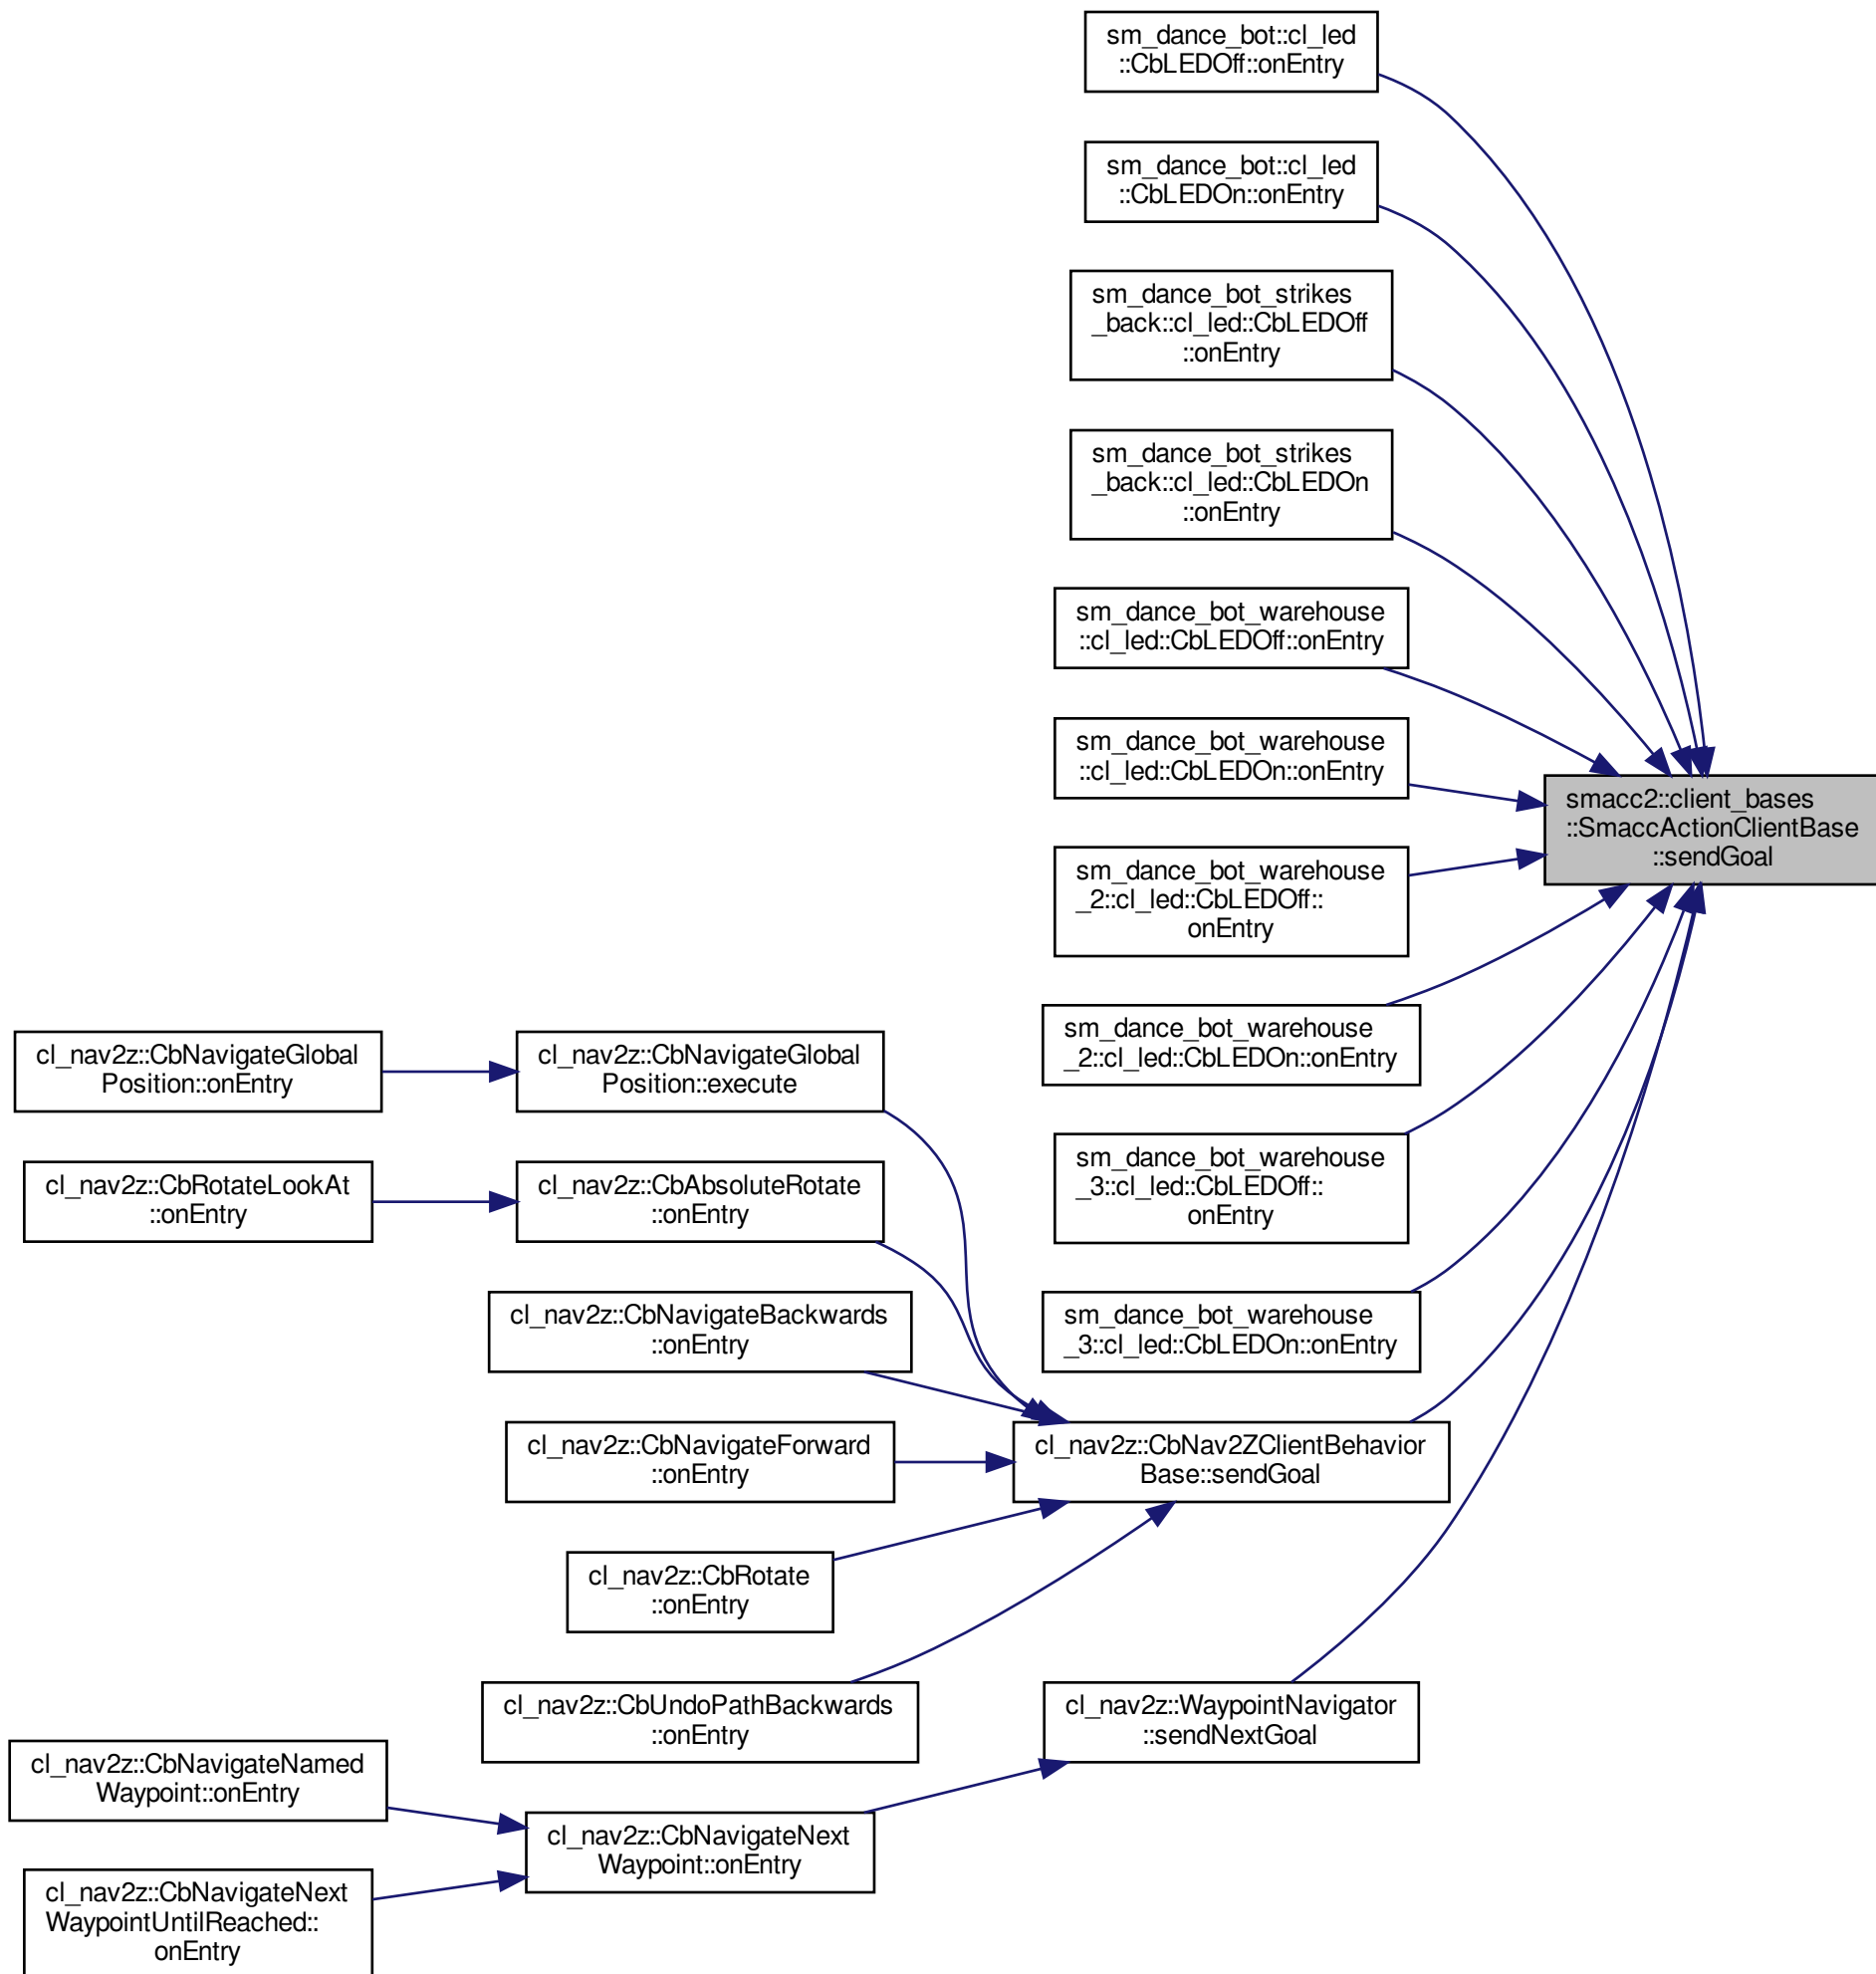 sm_dance_bot::cl_led
::CbLEDOff::onEntry
sm_dance_bot::cl_led
::CbLEDOn::onEntry
sm_dance_bot_strikes
_back::cl_led::CbLEDOff
::onEntry
sm_dance_bot_strikes
_back::cl_led::CbLEDOn
::onEntry
sm_dance_bot_warehouse
::cl_led::CbLEDOff::onEntry
sm_dance_bot_warehouse
::cl_led::CbLEDOn::onEntry
smacc2::client_bases
::SmaccActionClientBase
::sendGoal
sm_dance_bot_warehouse
_2::cl_led::CbLEDOff::
onEntry
sm_dance_bot_warehouse
_2::cl_led::CbLEDOn::onEntry
cl_nav2z::CbNavigateGlobal
Position::onEntry
cl_nav2z::CbNavigateGlobal
Position::execute
sm_dance_bot_warehouse
_3::cl_led::CbLEDOff::
onEntry
cl_nav2z::CbRotateLookAt
::onEntry
cl_nav2z::CbAbsoluteRotate
::onEntry
cl_nav2z::CbNavigateBackwards
::onEntry
sm_dance_bot_warehouse
_3::cl_led::CbLEDOn::onEntry
cl_nav2z::CbNavigateForward
::onEntry
cl_nav2z::CbNav2ZClientBehavior
Base::sendGoal
cl_nav2z::CbRotate
::onEntry
cl_nav2z::CbUndoPathBackwards
::onEntry
cl_nav2z::WaypointNavigator
::sendNextGoal
cl_nav2z::CbNavigateNamed
Waypoint::onEntry
cl_nav2z::CbNavigateNext
Waypoint::onEntry
cl_nav2z::CbNavigateNext
WaypointUntilReached::
onEntry